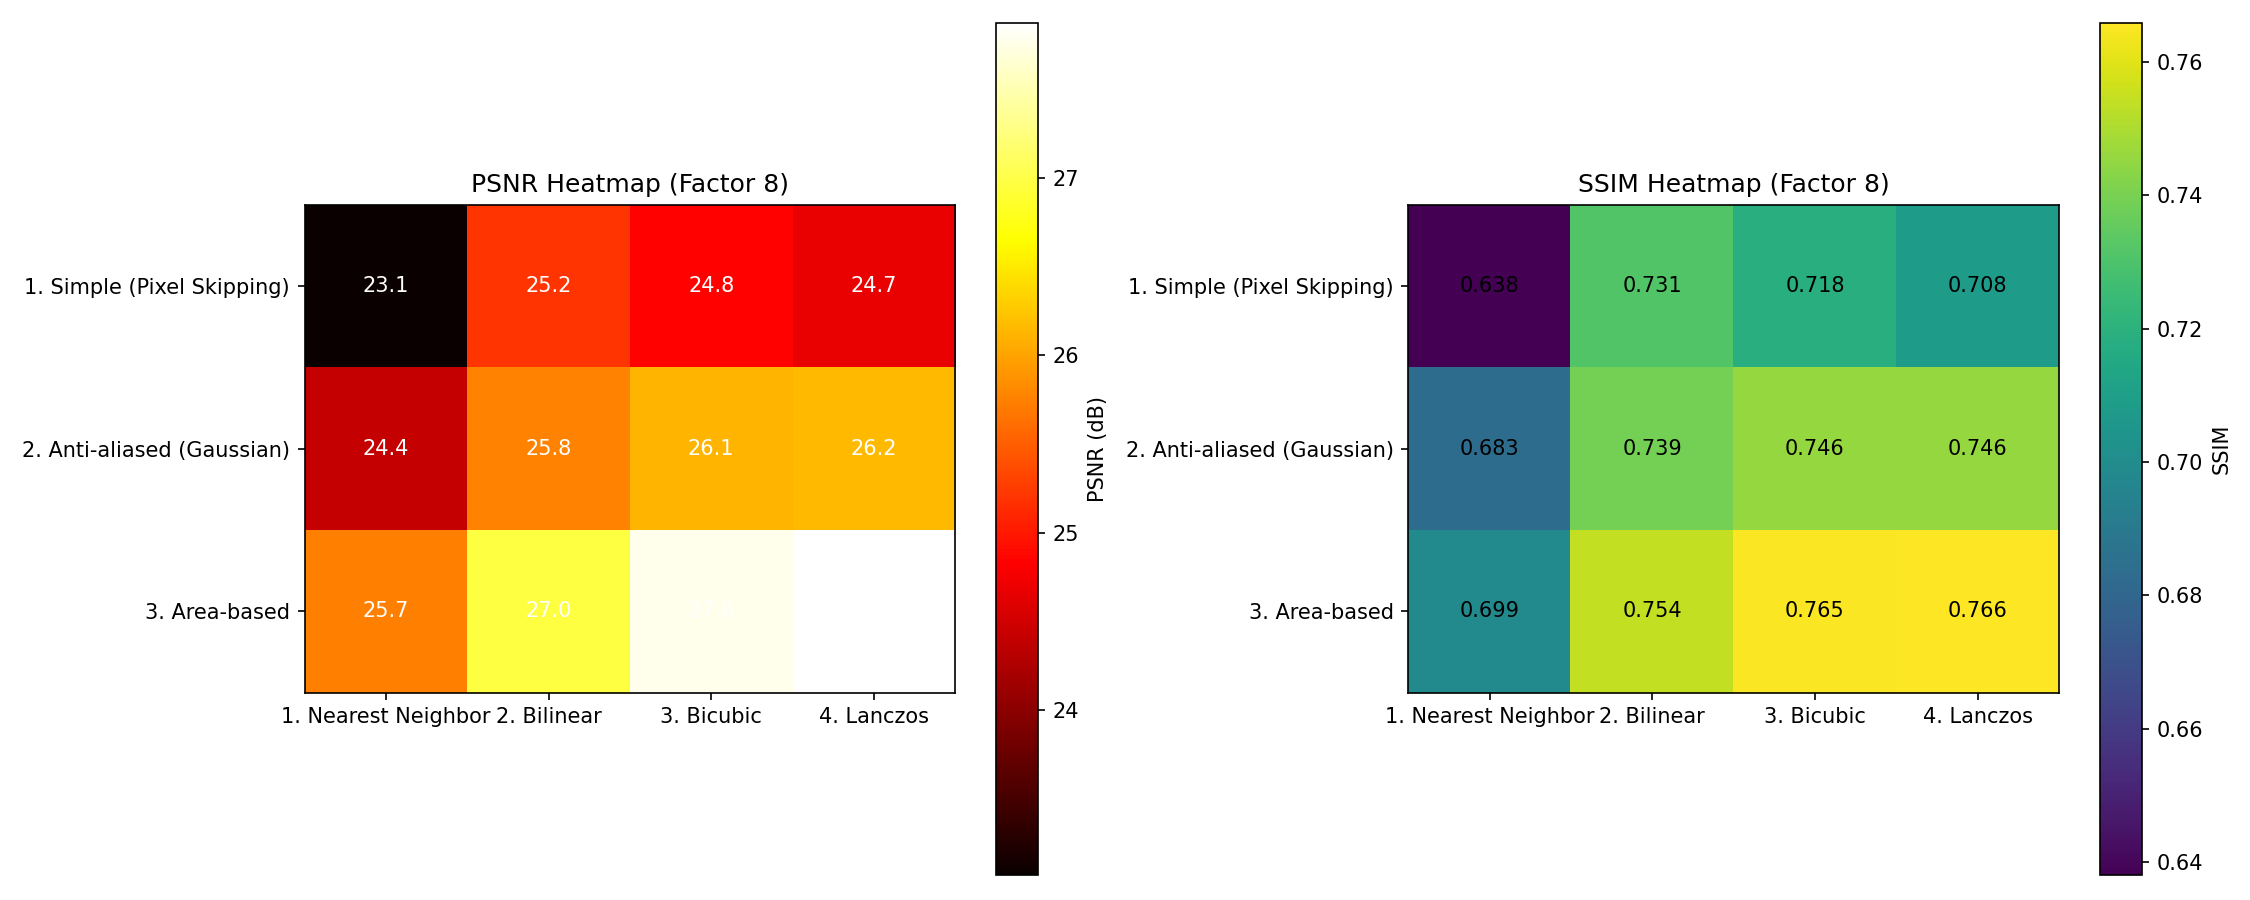 PSNR Heatmap (Factor 8)
1. Simple (Pixel Skipping)
23.1 25.2 24.8 24.7
2. Anti-aliased (Gaussian)
24.4 25.8 26.1 26.2
3. Area-based
25.7 27.0
1. Nearest Neighbor 2. Bilinear 3. Bicubic 4. Lanczos
27
26
25
24
PSNR (dB)
SSIM Heatmap (Factor 8)
1. Simple (Pixel Skipping)
0.638 0.731 0.718 0.708
2. Anti-aliased (Gaussian)
0.683 0.739 0.746 0.746
3. Area-based
0.699 0.754 0.765 0.766
1. Nearest Neighbor 2. Bilinear 3. Bicubic 4. Lanczos
0.76
0.74
0.72
0.70
0.68
0.66
0.64
SSIM